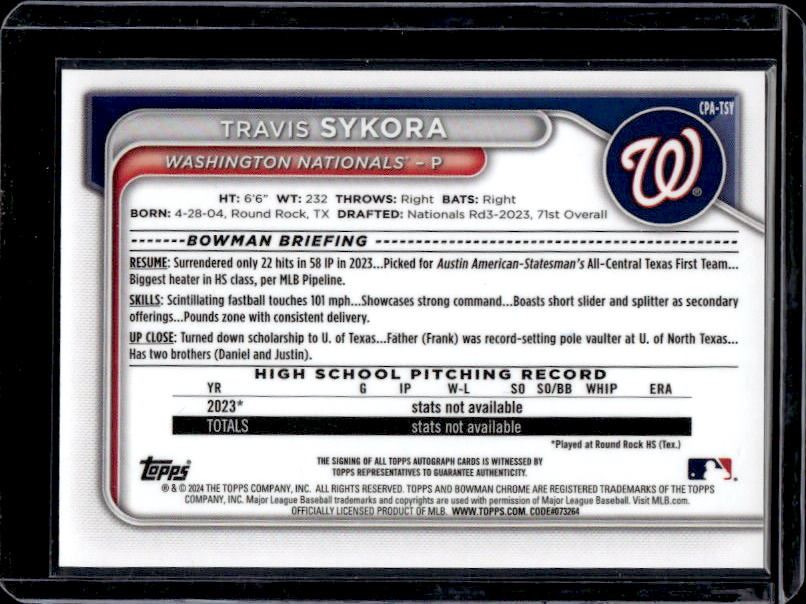 CPA-TSY
TRAVIS SYKORA
WASHINGTON NATIONALS™ – P
W®
HT: 6'6" WT: 232 THROWS: Right BATS: Right
BORN: 4-28-04, Round Rock, TX DRAFTED: Nationals Rd3-2023, 71st Overall
BOWMAN BRIEFING
RESUME: Surrendered only 22 hits in 58 IP in 2023...Picked for Austin American-Statesman's All-Central Texas First Team...
Biggest heater in HS class, per MLB Pipeline.
SKILLS: Scintillating fastball touches 101 mph...Showcases strong command...Boasts short slider and splitter as secondary
offerings...Pounds zone with consistent delivery.
UP CLOSE: Turned down scholarship to U. of Texas...Father (Frank) was record-setting pole vaulter at U. of North Texas...
Has two brothers (Daniel and Justin).
HIGH SCHOOL PITCHING RECORD
YR G IP W-L SO SO/BB WHIP ERA
2023* stats not available
TOTALS stats not available
*Played at Round Rock HS (Tex.)
Topps
THE SIGNING OF ALL TOPPS AUTOGRAPH CARDS IS WITNESSED BY
TOPPS REPRESENTATIVES TO GUARANTEE AUTHENTICITY.
® & © 2024 THE TOPPS COMPANY, INC. ALL RIGHTS RESERVED. TOPPS AND BOWMAN CHROME ARE REGISTERED TRADEMARKS OF THE TOPPS
COMPANY, INC. Major League Baseball trademarks and copyrights are used with permission of Major League Baseball. Visit MLB.com.
OFFICIALLY LICENSED PRODUCT OF MLB. WWW.TOPPS.COM. CODE#073264